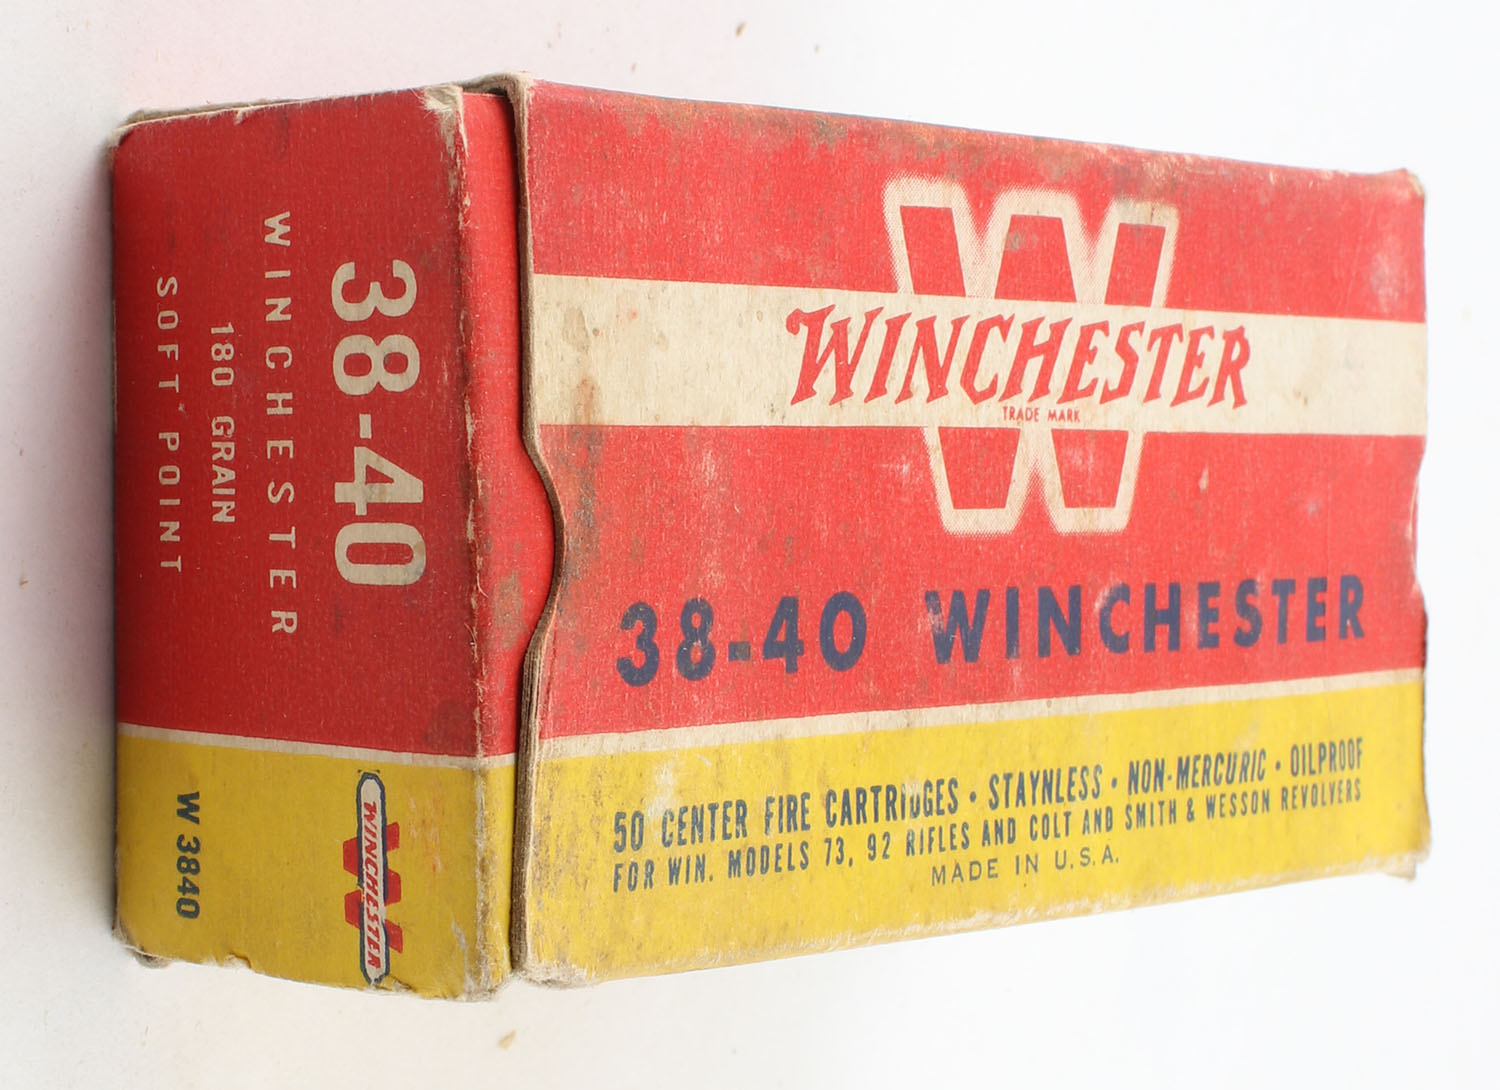 WINCHESTER
TRADE MARK
38-40 WINCHESTER
50 CENTER FIRE CARTRIDGES • STAYNLESS • NON-MERCURIC • OILPROOF
FOR WIN. MODELS 73, 92 RIFLES AND COLT AND SMITH & WESSON REVOLVERS
MADE IN U.S.A.
38-40
WINCHESTER
180 GRAIN
SOFT POINT
WINCHESTER
W 3840